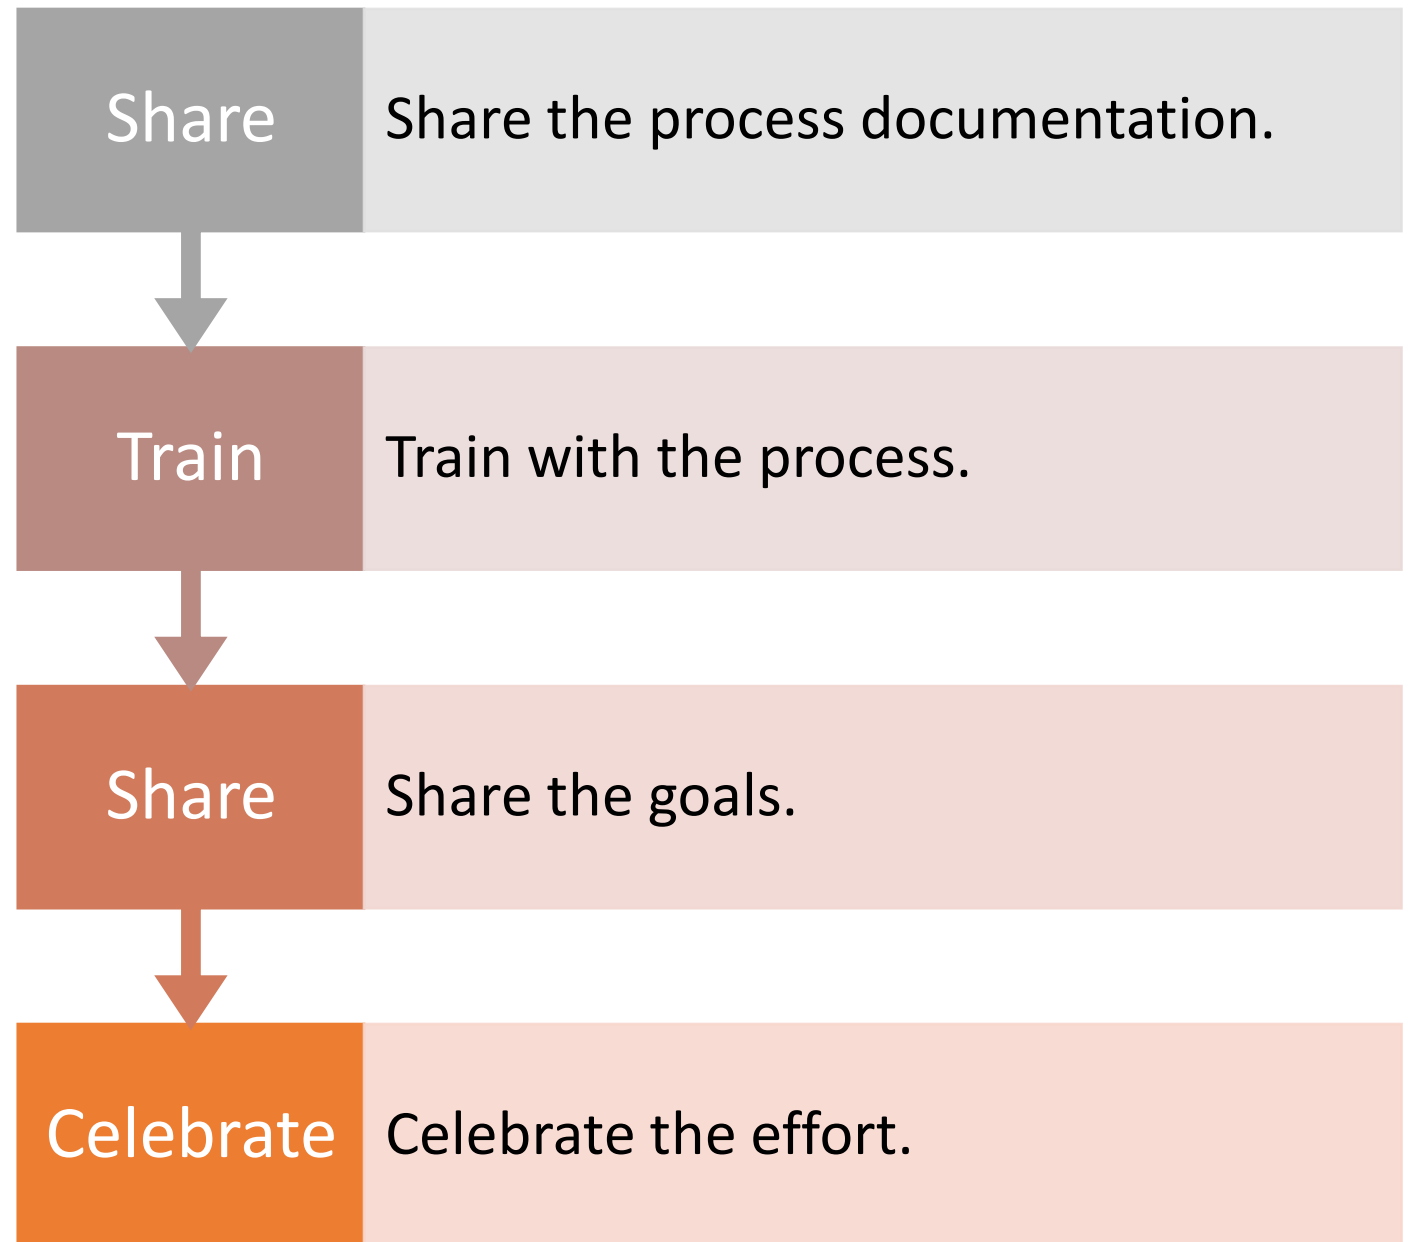 Share
Share the process documentation.
Train
Train with the process.
Share
Share the goals.
Celebrate
Celebrate the effort.